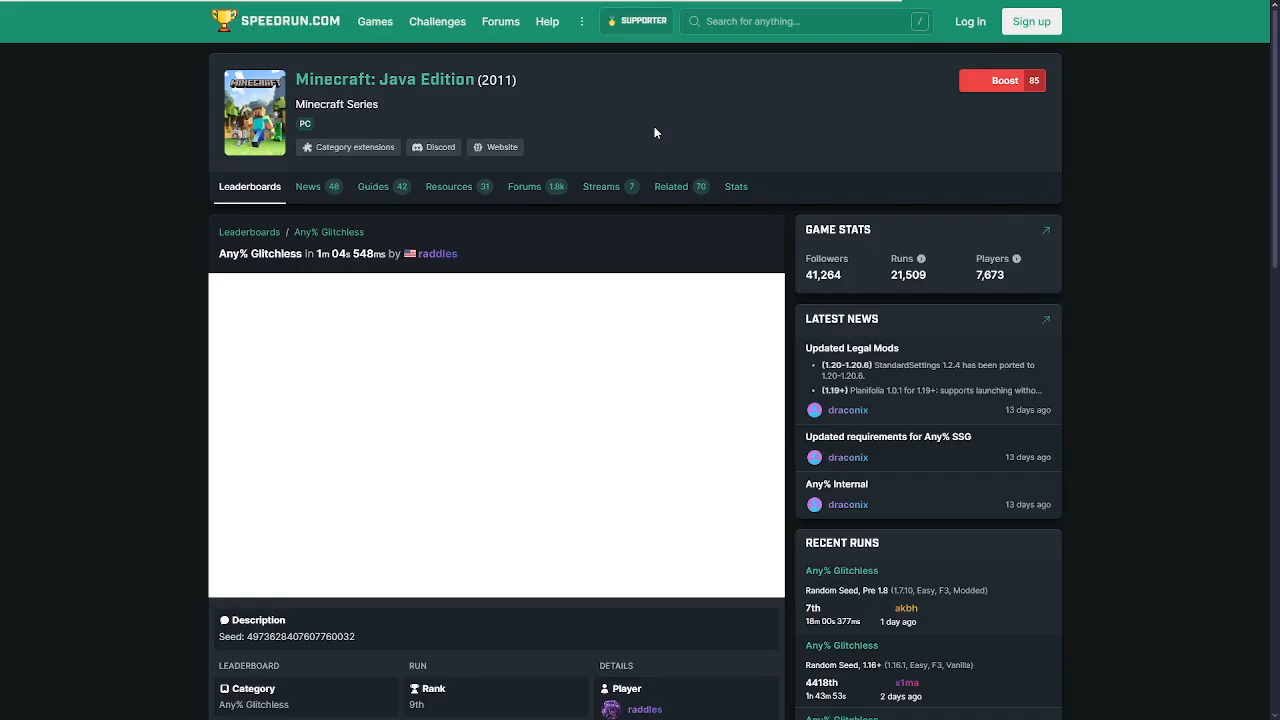 SPEEDRUN.COM Games Challenges Forums Help SUPPORTER Search for anything... / Log in Sign up
MINECRAFT
Minecraft: Java Edition (2011)
Boost 85
Minecraft Series
PC
Category extensions Discord Website
Leaderboards News 46 Guides 42 Resources 31 Forums 1.8k Streams 7 Related 70 Stats
Leaderboards / Any% Glitchless
Any% Glitchless in 1m 04s 548ms by raddles
Description
Seed: 4973628407607760032
LEADERBOARD RUN DETAILS
Category Rank Player
Any% Glitchless 9th raddles
GAME STATS
Followers Runs Players
41,264 21,509 7,673
LATEST NEWS
Updated Legal Mods
• (1.20-1.20.6) StandardSettings 1.2.4 has been ported to
1.20-1.20.6.
• (1.19+) Planifolia 1.0.1 for 1.19+: supports launching witho...
draconix 13 days ago
Updated requirements for Any% SSG
draconix 13 days ago
Any% Internal
draconix 13 days ago
RECENT RUNS
Any% Glitchless
Random Seed, Pre 1.8 (1.7.10, Easy, F3, Modded)
7th akbh
18m 00s 377ms 1 day ago
Any% Glitchless
Random Seed, 1.16+ (1.16.1, Easy, F3, Vanilla)
4418th x1ma
1h 43m 53s 2 days ago
Any% Glitchless